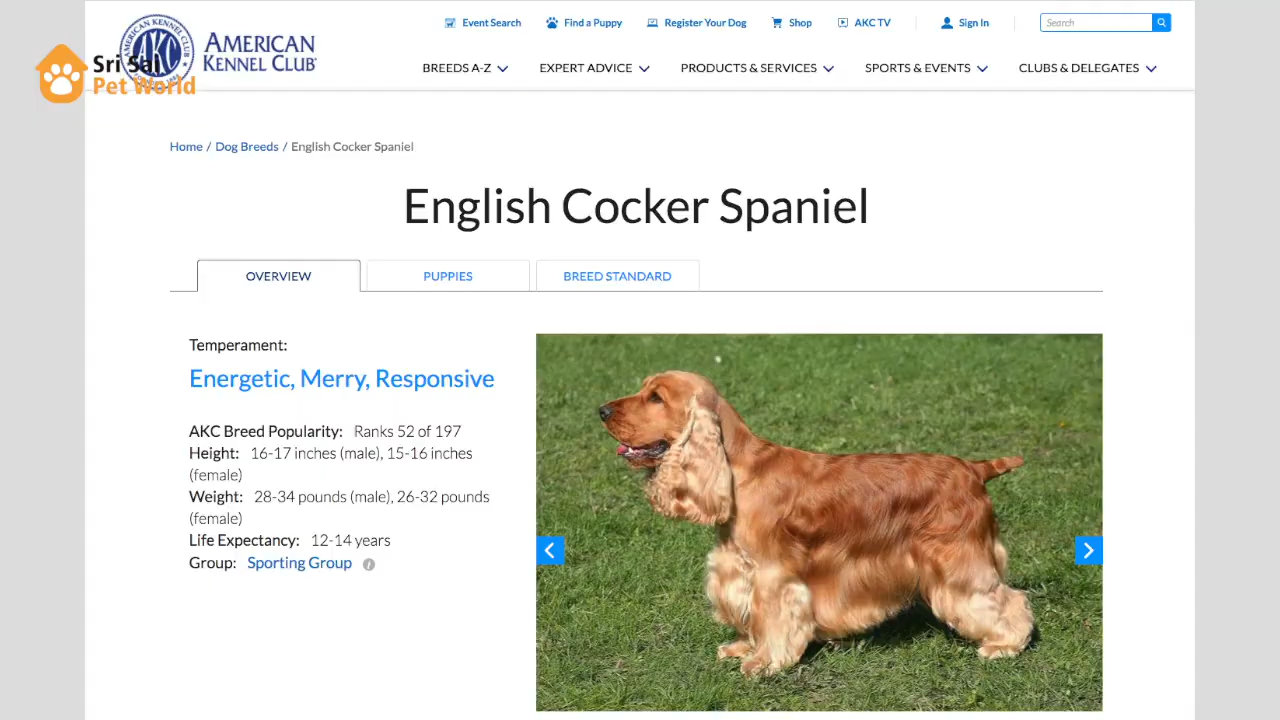 Event Search Find a Puppy Register Your Dog Shop AKC TV Sign In Search
AMERICAN
KENNEL CLUB
AKC
Sri Sai
Pet World
BREEDS A-Z EXPERT ADVICE PRODUCTS & SERVICES SPORTS & EVENTS CLUBS & DELEGATES
Home / Dog Breeds / English Cocker Spaniel
English Cocker Spaniel
OVERVIEW PUPPIES BREED STANDARD
Temperament:
Energetic, Merry, Responsive
AKC Breed Popularity: Ranks 52 of 197
Height: 16-17 inches (male), 15-16 inches
(female)
Weight: 28-34 pounds (male), 26-32 pounds
(female)
Life Expectancy: 12-14 years
Group: Sporting Group i